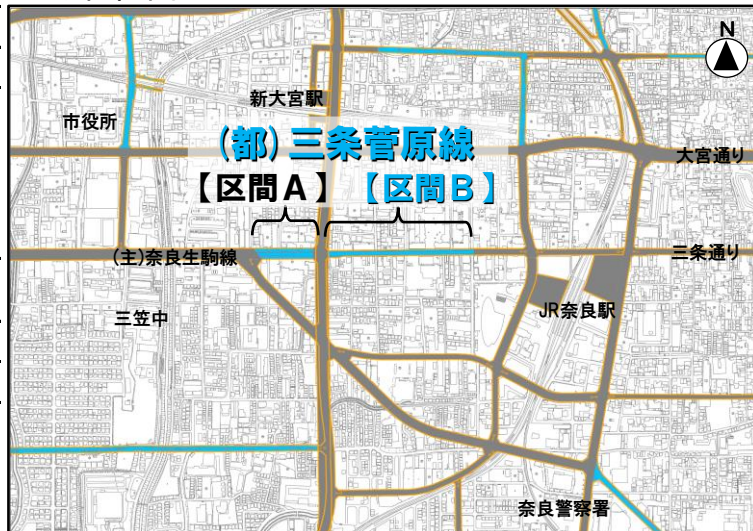 N
新大宮駅
市役所
(都)三条菅原線
大宮通り
【区間A】
【区間B】
(主)奈良生駒線
三条通り
JR奈良駅
三笠中
奈良警察署